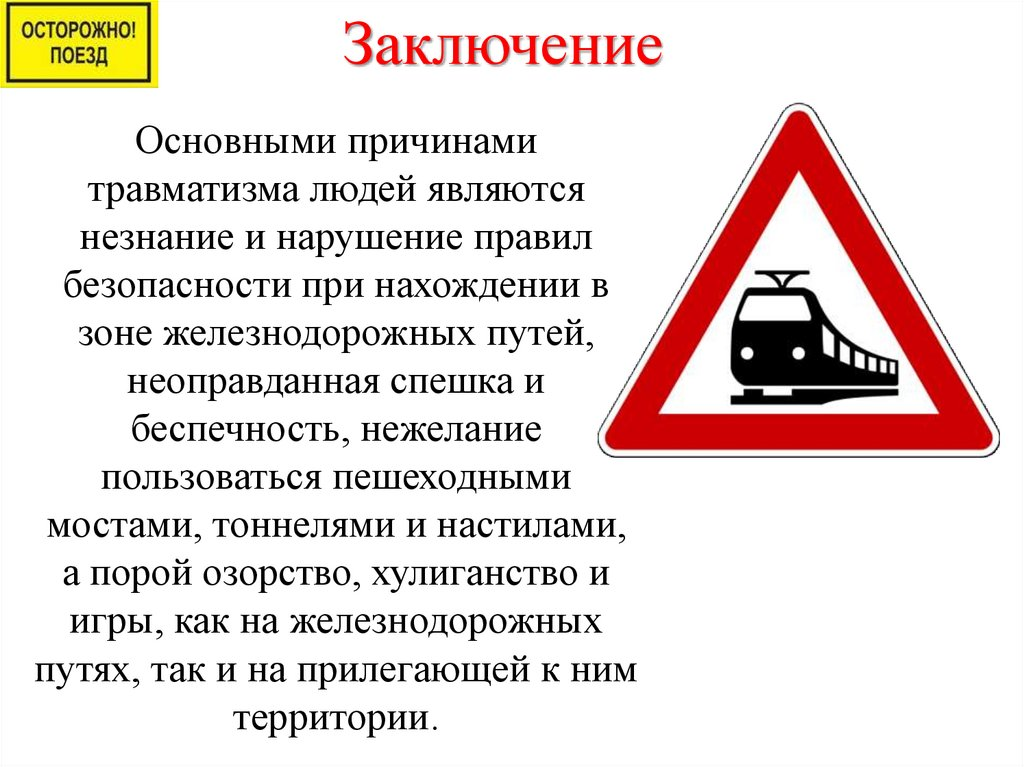 ОСТОРОЖНО!
ПОЕЗД
Заключение
Основными причинами
травматизма людей являются
незнание и нарушение правил
безопасности при нахождении в
зоне железнодорожных путей,
неоправданная спешка и
беспечность, нежелание
пользоваться пешеходными
мостами, тоннелями и настилами,
а порой озорство, хулиганство и
игры, как на железнодорожных
путях, так и на прилегающей к ним
территории.